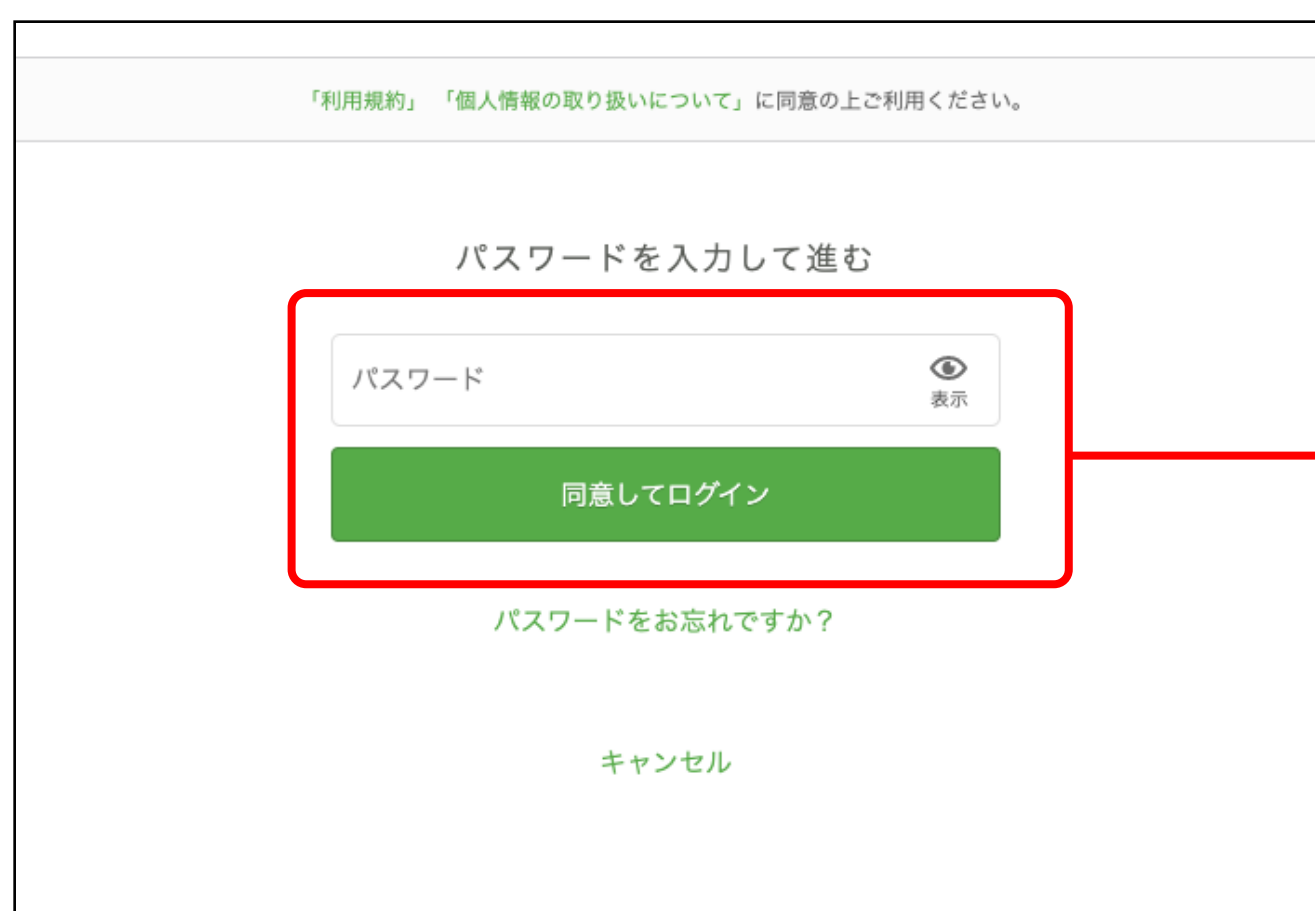 「利用規約」「個人情報の取り扱いについて」に同意の上ご利用ください。
パスワードを入力して進む
パスワード
表示
同意してログイン
パスワードをお忘れですか？
キャンセル